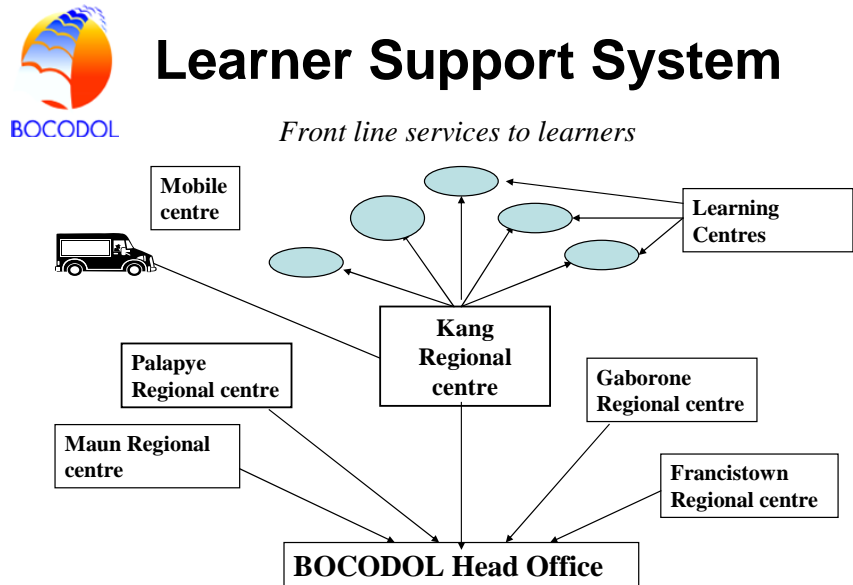 Learner Support System
BOCODOL
Front line services to learners
Mobile
centre
Learning
Centres
Kang
Regional
centre
Palapye
Regional centre
Gaborone
Regional centre
Maun Regional
centre
Francistown
Regional centre
BOCODOL Head Office